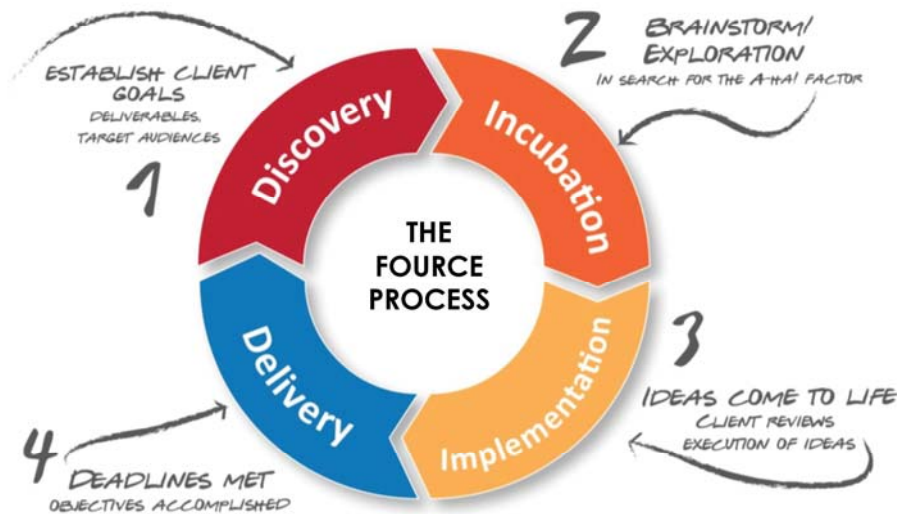 1
ESTABLISH CLIENT
GOALS
DELIVERABLES,
TARGET AUDIENCES
Discovery
2
BRAINSTORM/
EXPLORATION
IN SEARCH FOR THE A-HA! FACTOR
Incubation
THE
FOURCE
PROCESS
3
IDEAS COME TO LIFE
CLIENT REVIEWS
EXECUTION OF IDEAS
Implementation
4
DEADLINES MET
OBJECTIVES ACCOMPLISHED
Delivery